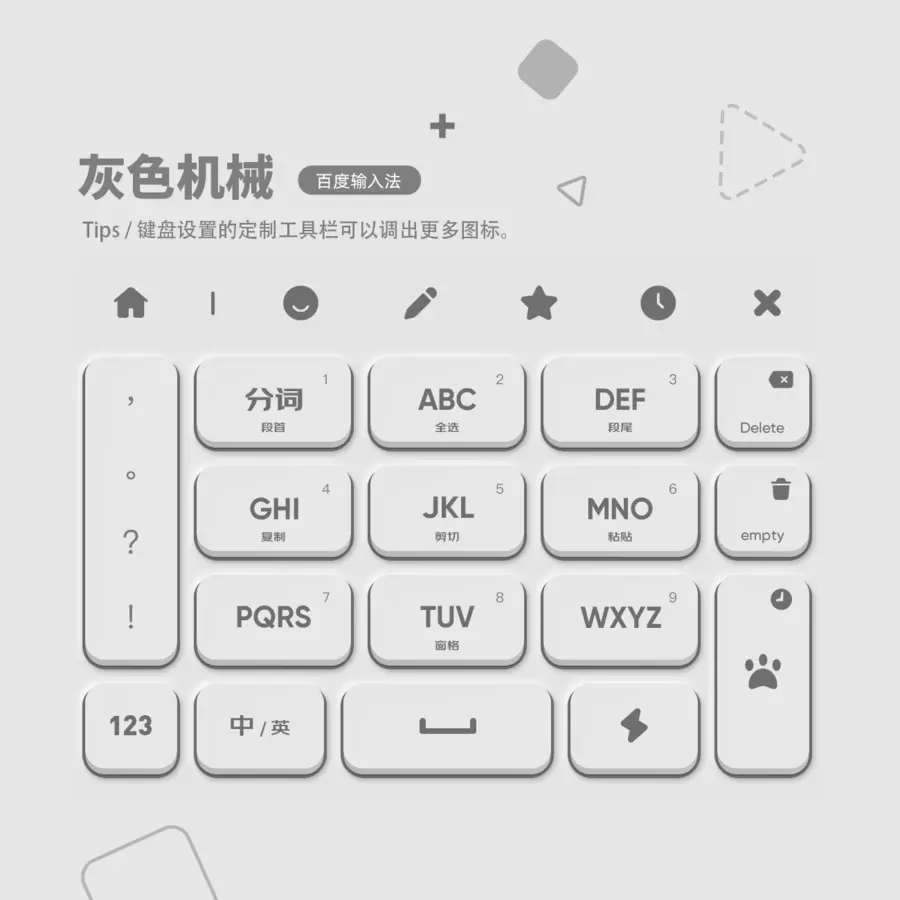 灰色机械 百度输入法
Tips / 键盘设置的定制工具栏可以调出更多图标。
，
。
?
!
分词 1
段首
ABC 2
全选
DEF 3
段尾
Delete
GHI 4
复制
JKL 5
剪切
MNO 6
粘贴
empty
PQRS 7
TUV 8
窗格
WXYZ 9
123
中 / 英